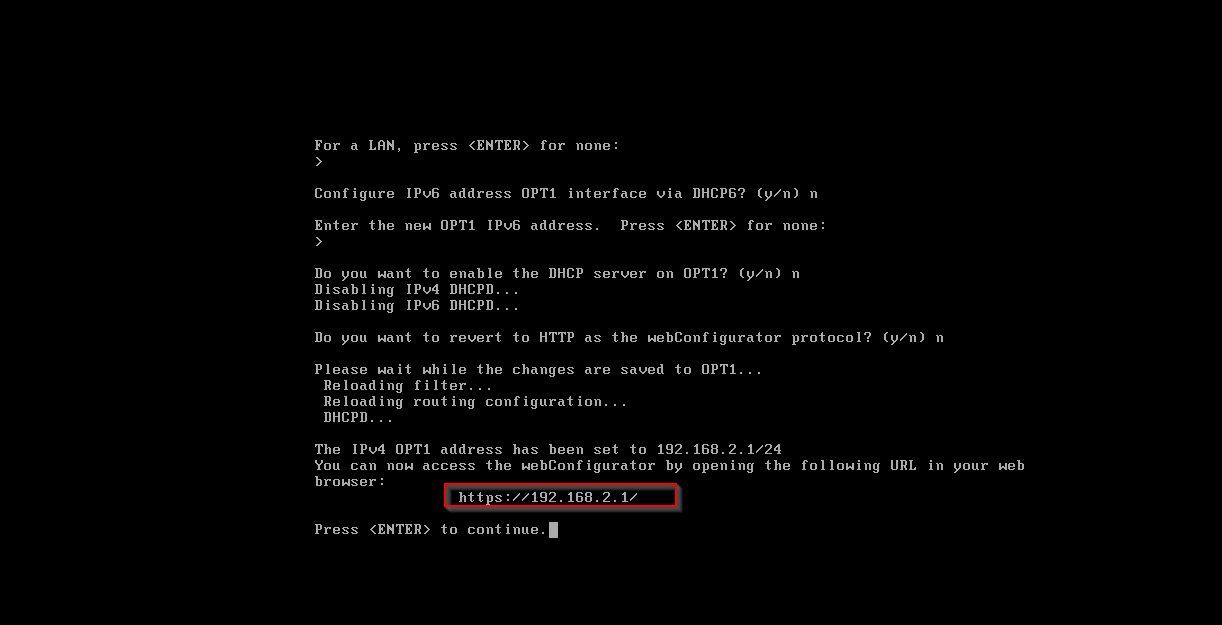 For a LAN, press <ENTER> for none:
>
Configure IPv6 address OPT1 interface via DHCP6? (y/n) n
Enter the new OPT1 IPv6 address.  Press <ENTER> for none:
>
Do you want to enable the DHCP server on OPT1? (y/n) n
Disabling IPv4 DHCPD...
Disabling IPv6 DHCPD...
Do you want to revert to HTTP as the webConfigurator protocol? (y/n) n
Please wait while the changes are saved to OPT1...
Reloading filter...
Reloading routing configuration...
DHCPD...
The IPv4 OPT1 address has been set to 192.168.2.1/24
You can now access the webConfigurator by opening the following URL in your web
browser:
https://192.168.2.1/
Press <ENTER> to continue.